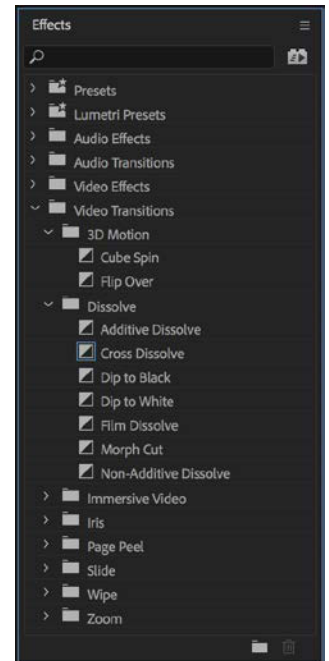 Effects
Presets
Lumetri Presets
Audio Effects
Audio Transitions
Video Effects
Video Transitions
3D Motion
Cube Spin
Flip Over
Dissolve
Additive Dissolve
Cross Dissolve
Dip to Black
Dip to White
Film Dissolve
Morph Cut
Non-Additive Dissolve
Immersive Video
Iris
Page Peel
Slide
Wipe
Zoom